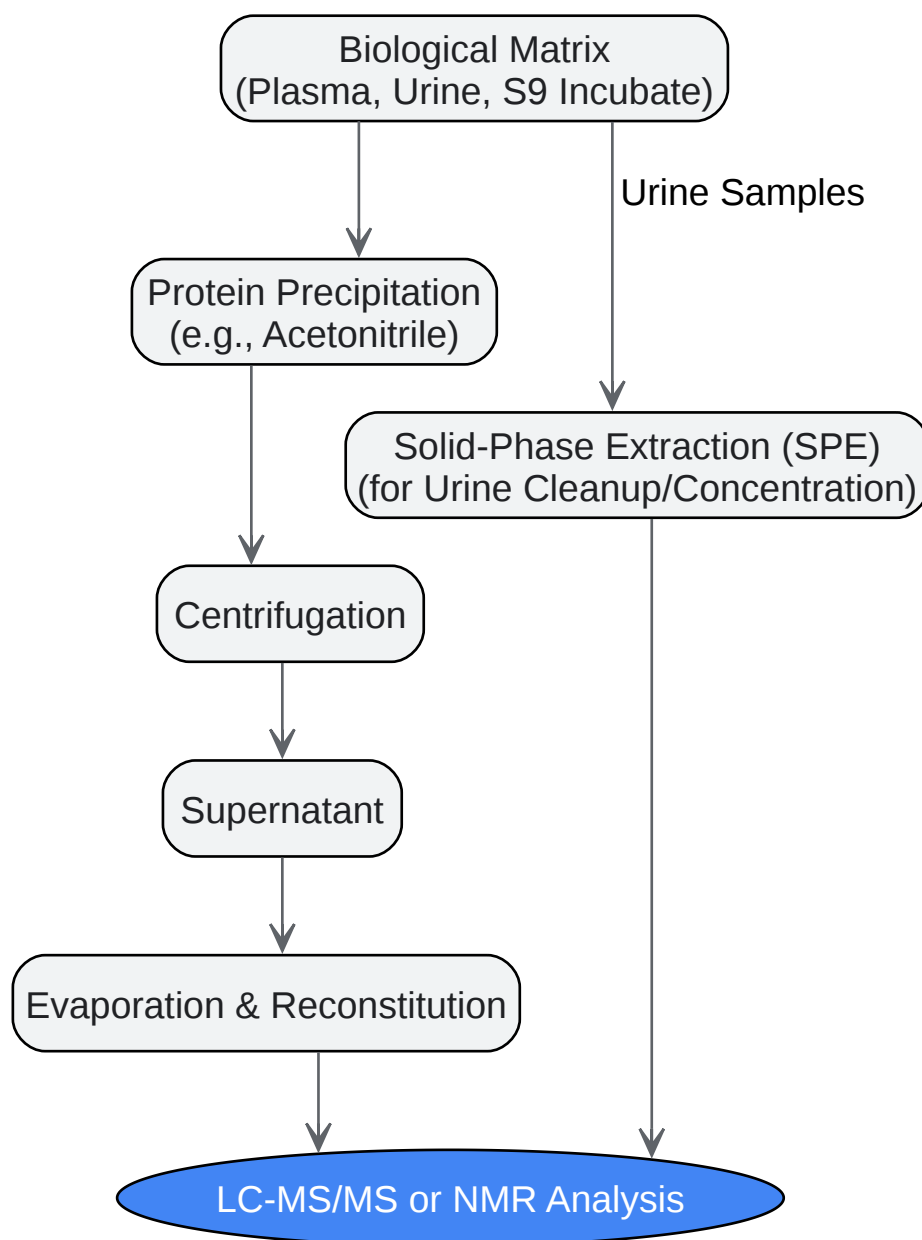 Biological Matrix
(Plasma, Urine, S9 Incubate)
Urine Samples
Protein Precipitation
(e.g., Acetonitrile)
Solid-Phase Extraction (SPE)
(for Urine Cleanup/Concentration)
Centrifugation
Supernatant
Evaporation & Reconstitution
LC-MS/MS or NMR Analysis